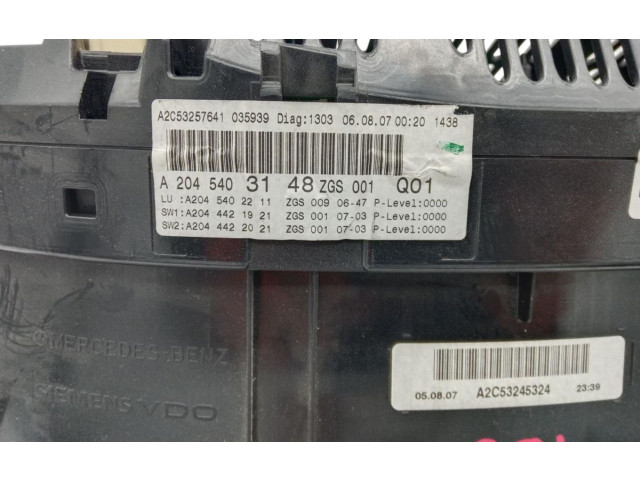 A2C53257641 035939 Diag:1303 06.08.07 00:20 1438
A 204 540 31 48 ZGS 001 Q01
LU :A204 540 22 11 ZGS 009 06-47 P-Level:0000
SW1:A204 442 19 21 ZGS 001 07-03 P-Level:0000
SW2:A204 442 20 21 ZGS 001 07-03 P-Level:0000
MERCEDES-BENZ
SIEMENS VDO
05.08.07 A2C53245324 23:39